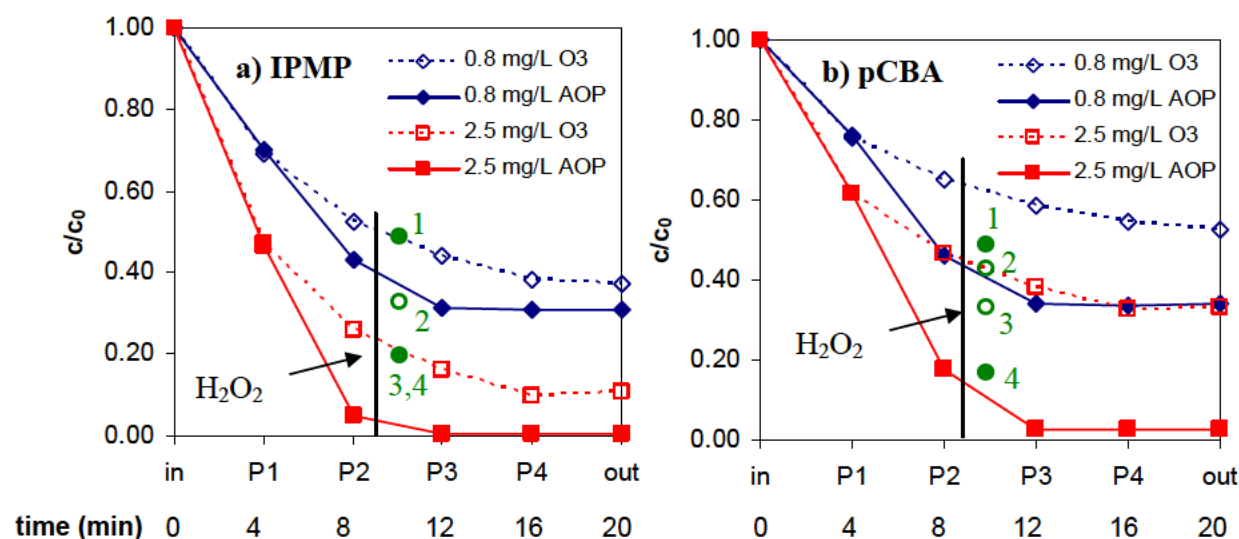 a) IPMP
0.8 mg/L O3
0.8 mg/L AOP
2.5 mg/L O3
2.5 mg/L AOP
c/c0
1.00
0.80
0.60
0.40
0.20
0.00
1
2
3,4
H2O2
in P1 P2 P3 P4 out
time (min) 0 4 8 12 16 20
b) pCBA
0.8 mg/L O3
0.8 mg/L AOP
2.5 mg/L O3
2.5 mg/L AOP
c/c0
1.00
0.80
0.60
0.40
0.20
0.00
1
2
3
4
H2O2
in P1 P2 P3 P4 out
0 4 8 12 16 20